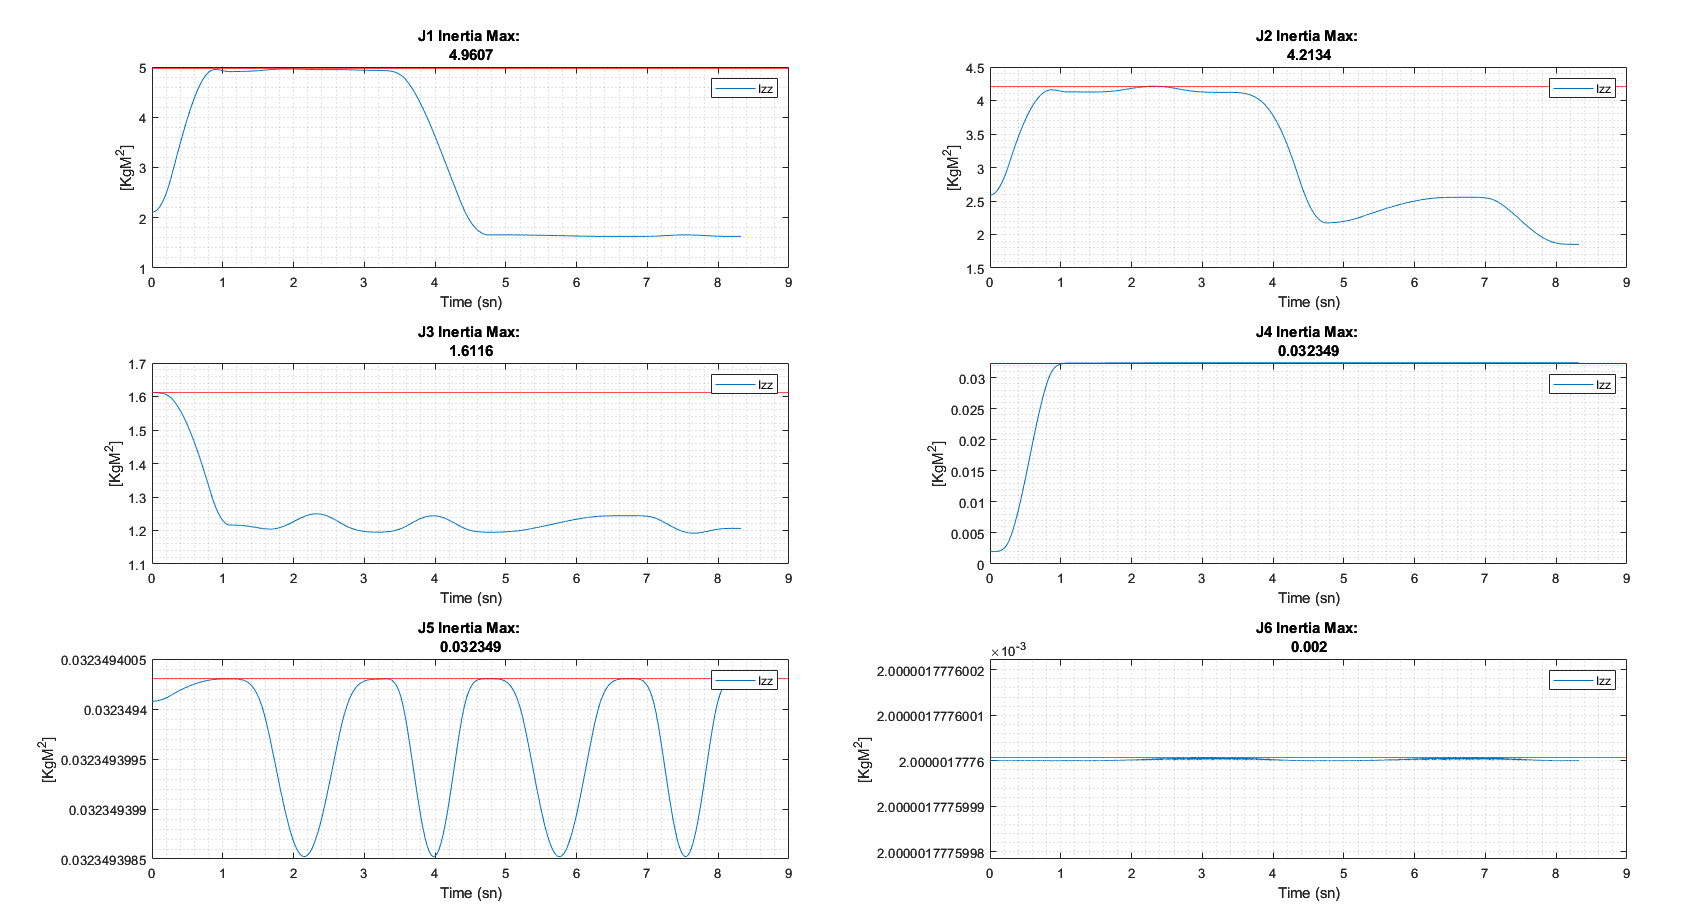 J1 Inertia Max:
4.9607
5
4
3
2
1
[KgM2]
Izz
0 1 2 3 4 5 6 7 8 9
Time (sn)
J2 Inertia Max:
4.2134
4.5
4
3.5
3
2.5
2
1.5
[KgM2]
Izz
0 1 2 3 4 5 6 7 8 9
Time (sn)
J3 Inertia Max:
1.6116
1.7
1.6
1.5
1.4
1.3
1.2
1.1
[KgM2]
Izz
0 1 2 3 4 5 6 7 8 9
Time (sn)
J4 Inertia Max:
0.032349
0.03
0.025
0.02
0.015
0.01
0.005
0
[KgM2]
Izz
0 1 2 3 4 5 6 7 8 9
Time (sn)
J5 Inertia Max:
0.032349
0.0323494005
0.0323494
0.0323493995
0.032349399
0.0323493985
[KgM2]
Izz
0 1 2 3 4 5 6 7 8 9
Time (sn)
J6 Inertia Max:
0.002
×10-3
2.0000017776002
2.0000017776001
2.0000017776
2.0000017775999
2.0000017775998
[KgM2]
Izz
0 1 2 3 4 5 6 7 8 9
Time (sn)